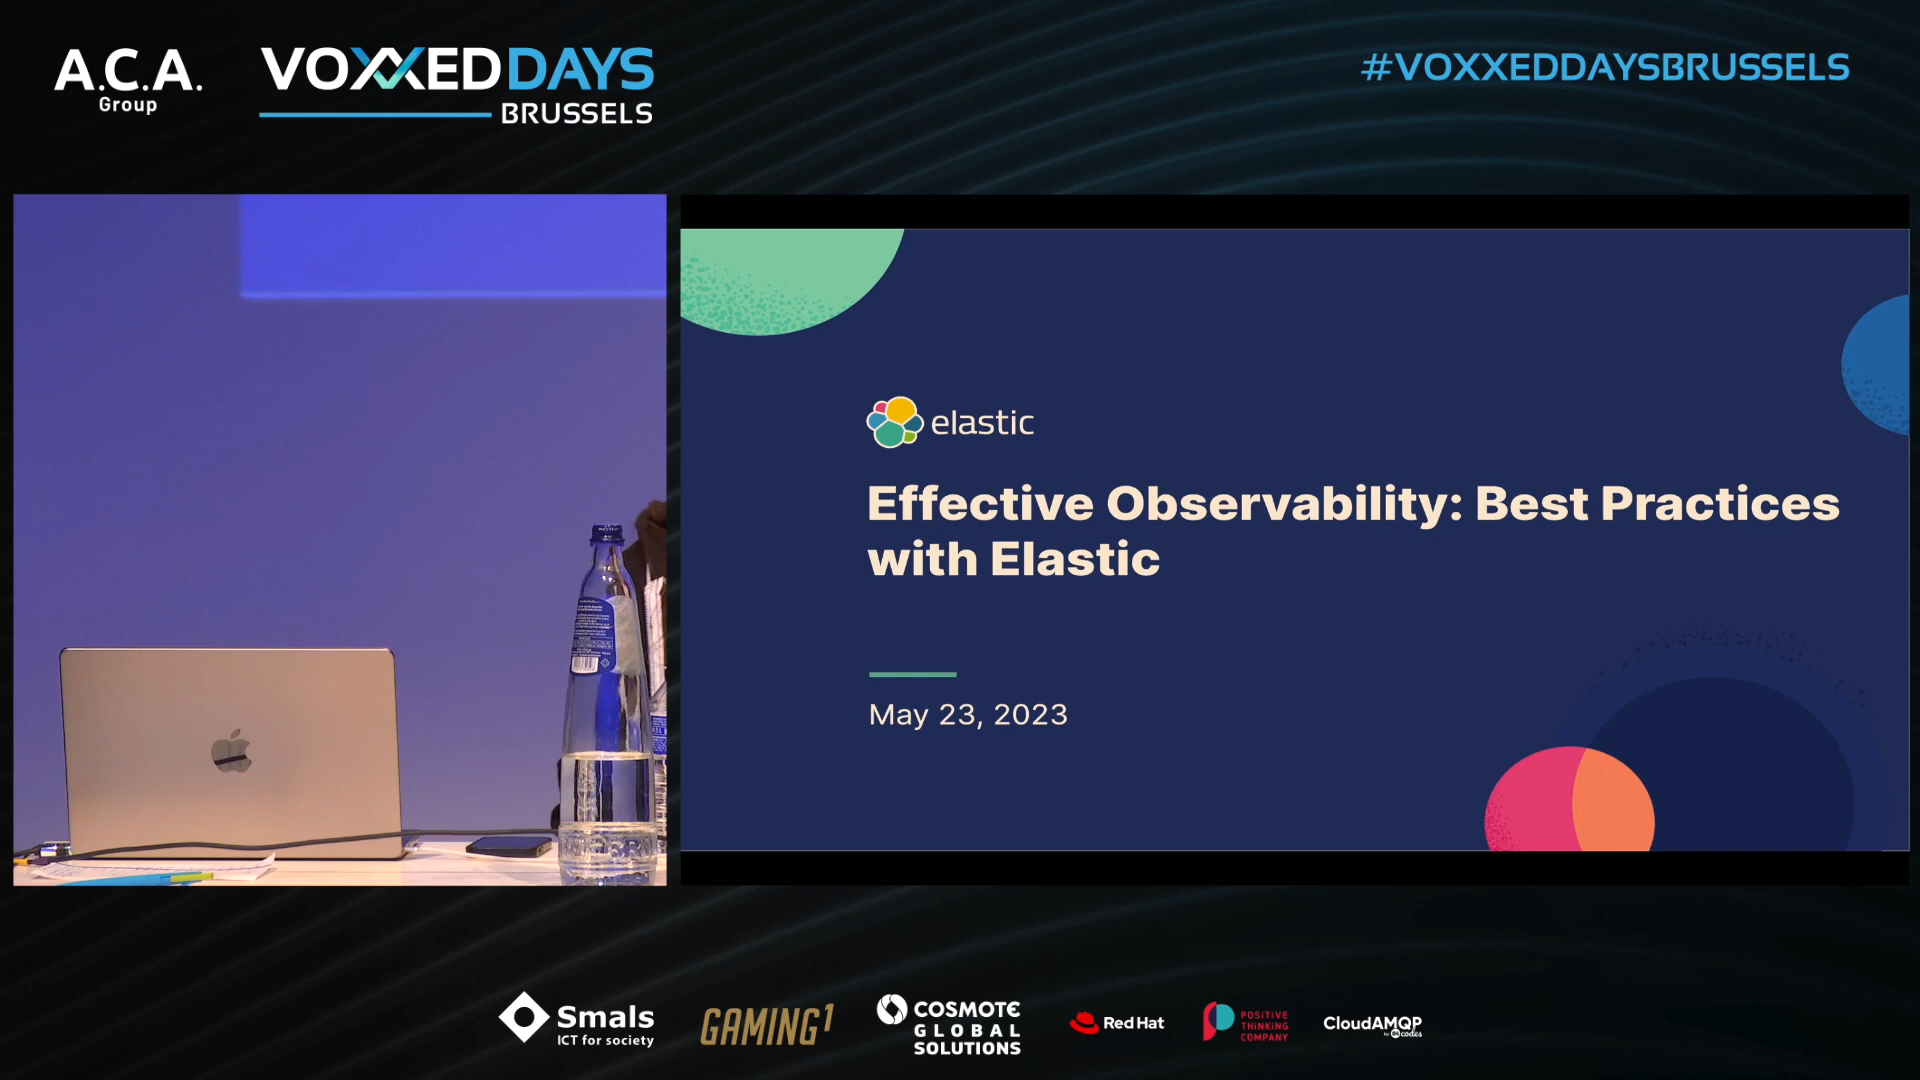 A.C.A.
Group
VOXXEDDAYS
BRUSSELS
#VOXXEDDAYSBRUSSELS
elastic
Effective Observability: Best Practices
with Elastic
May 23, 2023
Smals
ICT for society
GAMING1
COSMOTE
GLOBAL
SOLUTIONS
Red Hat
POSITIVE
THINKING
COMPANY
CloudAMQP